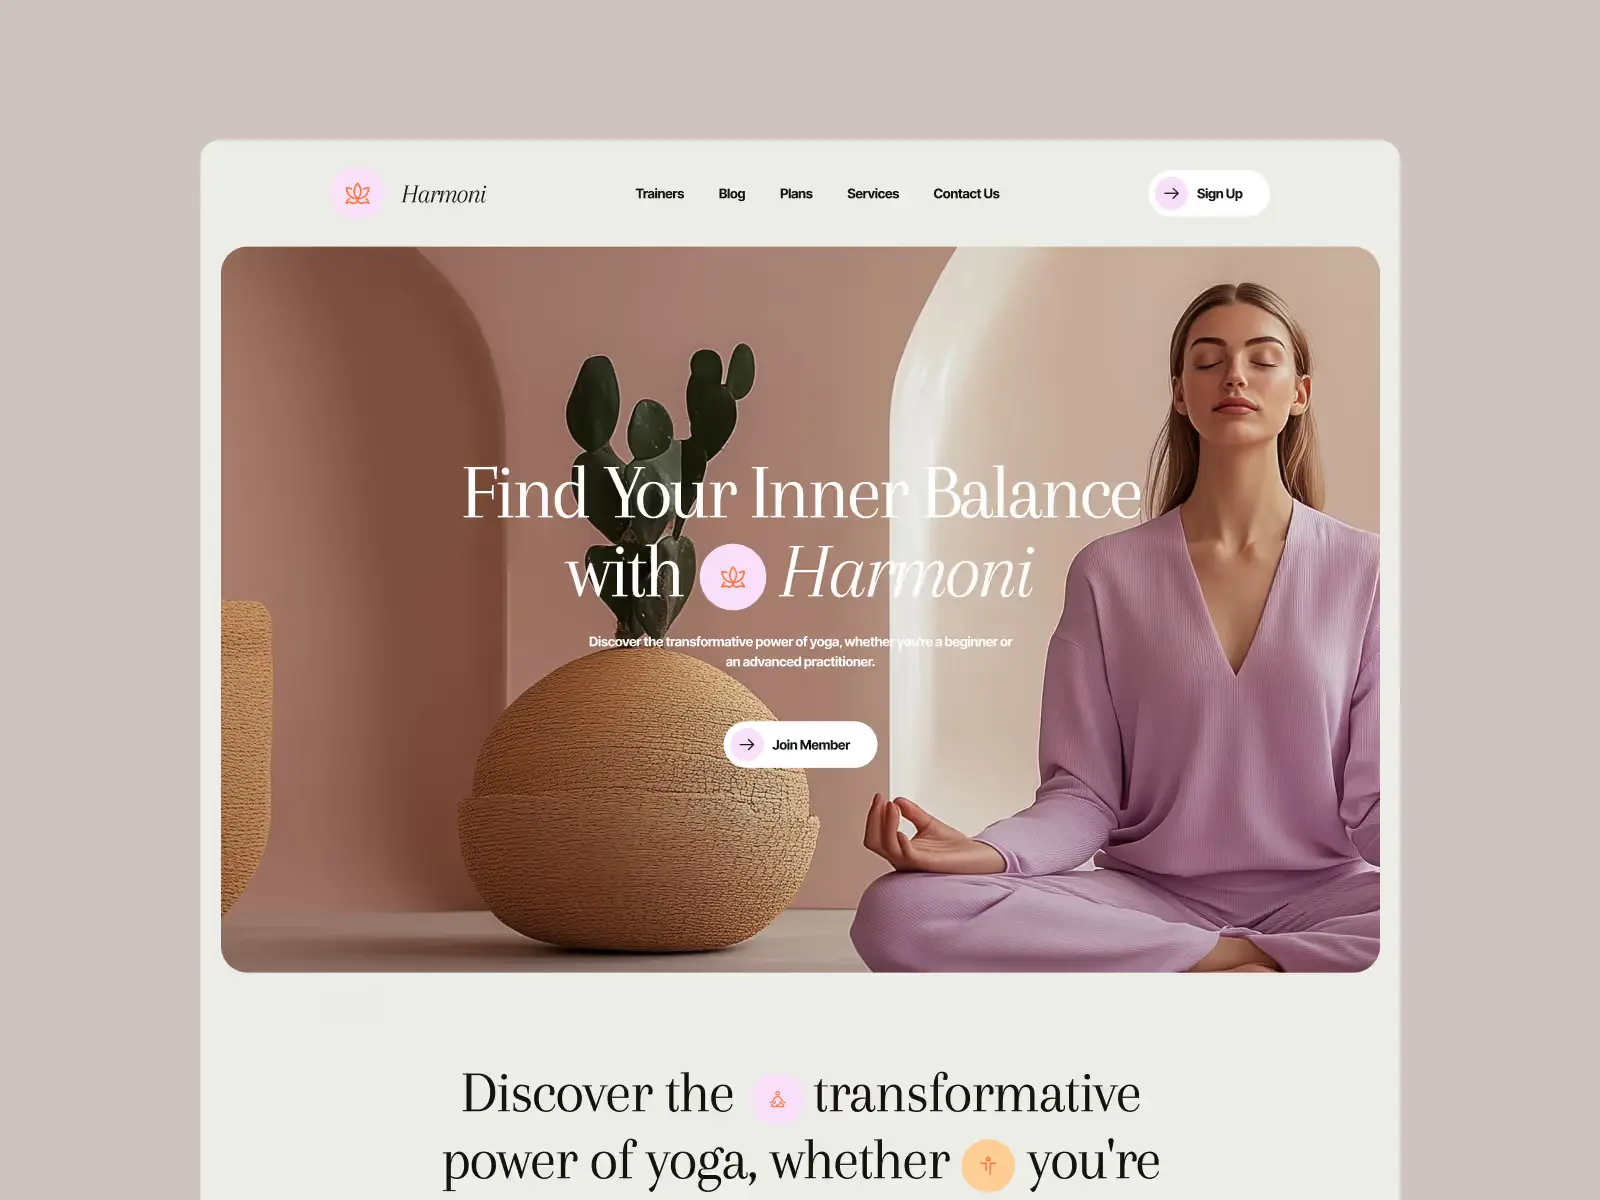 Harmoni
Trainers
Blog
Plans
Services
Contact Us
Sign Up
Find Your Inner Balance
with Harmoni
Discover the transformative power of yoga, whether you're a beginner or
an advanced practitioner.
Join Member
Discover the transformative
power of yoga, whether you're